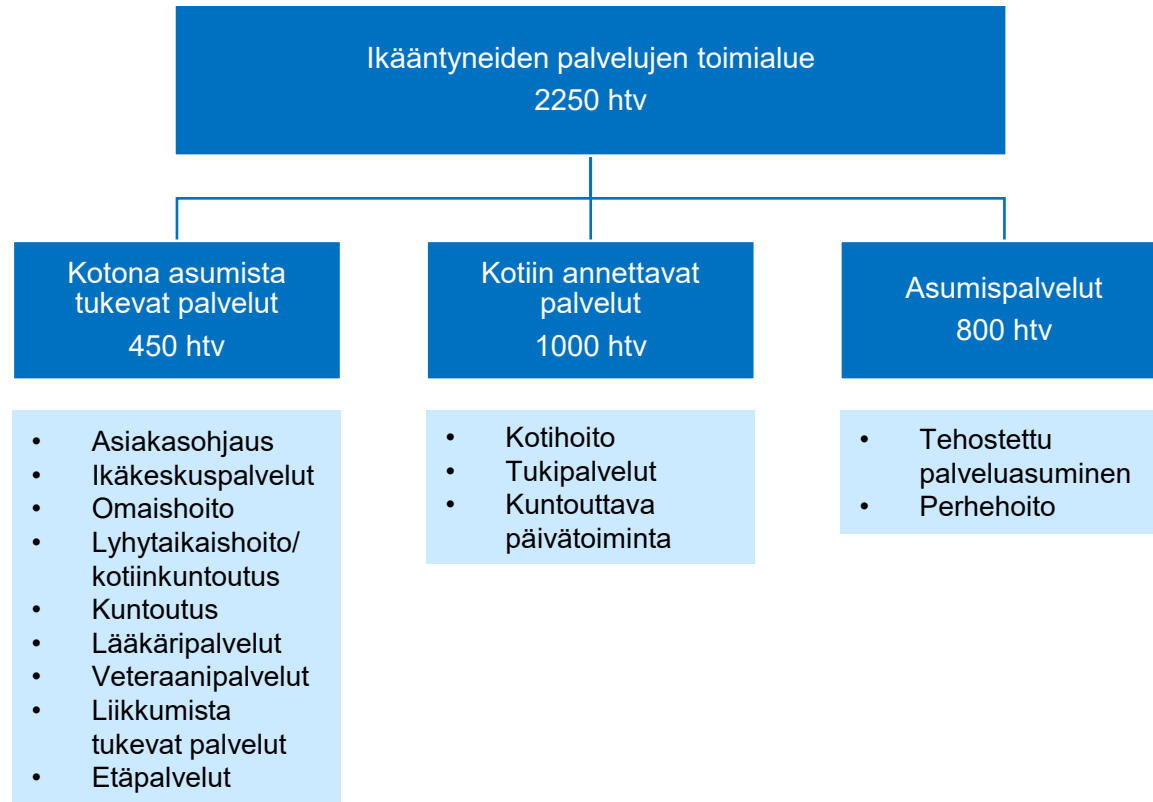 Ikääntyneiden palvelujen toimialue
2250 htv
Kotona asumista
tukevat palvelut
450 htv
Kotiin annettavat
palvelut
1000 htv
Asumispalvelut
800 htv
• Asiakasohjaus
• Ikäkeskuspalvelut
• Omaishoito
• Lyhytaikaishoito/
kotiinkuntoutus
• Kuntoutus
• Lääkäripalvelut
• Veteraanipalvelut
• Liikkumista
tukevat palvelut
• Etäpalvelut
• Kotihoito
• Tukipalvelut
• Kuntouttava
päivätoiminta
• Tehostettu
palveluasuminen
• Perhehoito